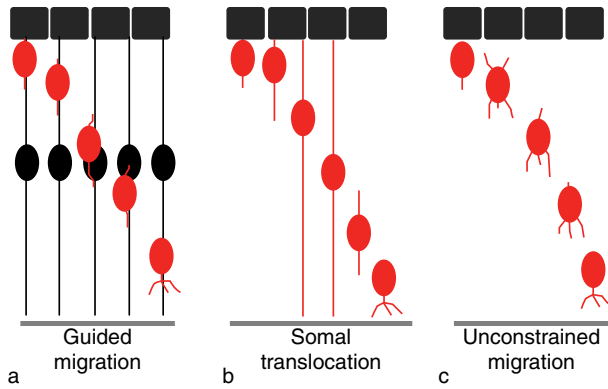 Guided
migration
a
Somal
translocation
b
Unconstrained
migration
c